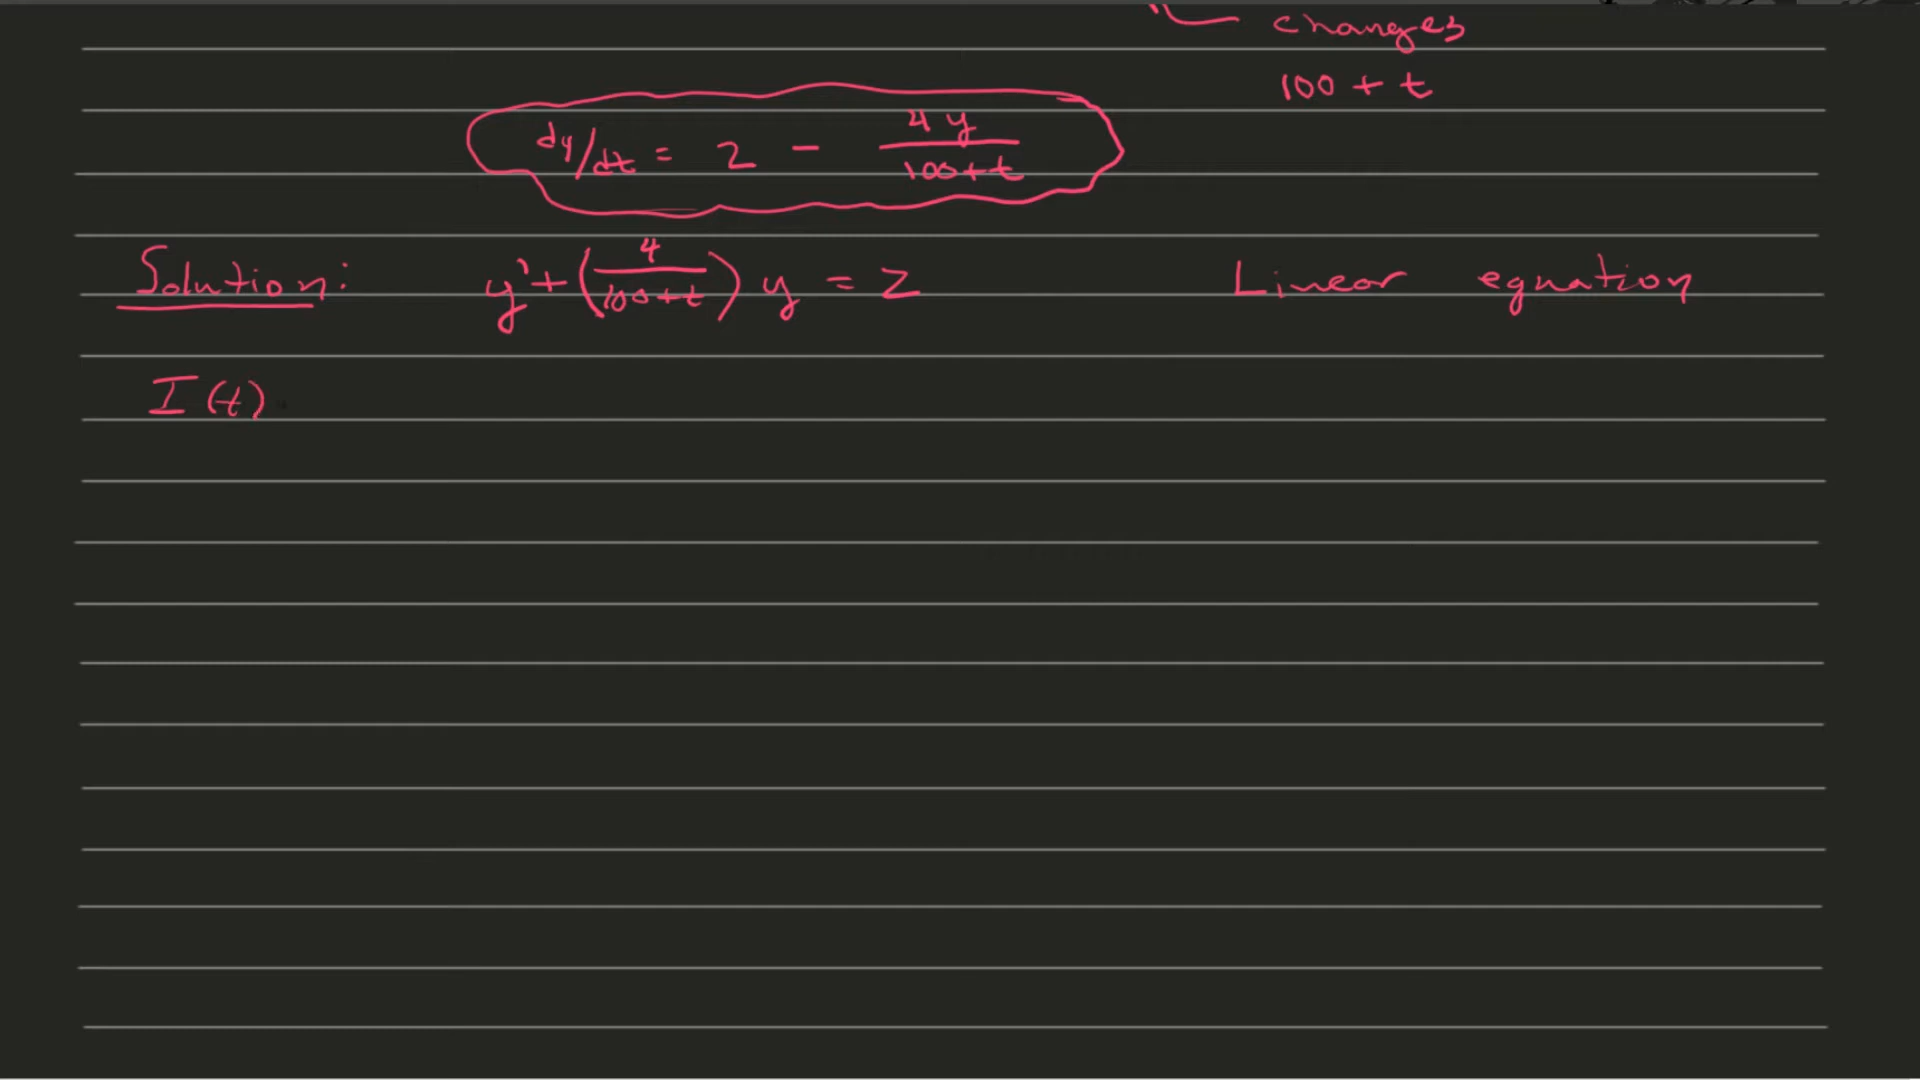 changes
100 + t
dy/dt = 2 - 4y/(100+t)
Solution: y' + (4/(100+t)) y = 2 Linear equation
I(t)